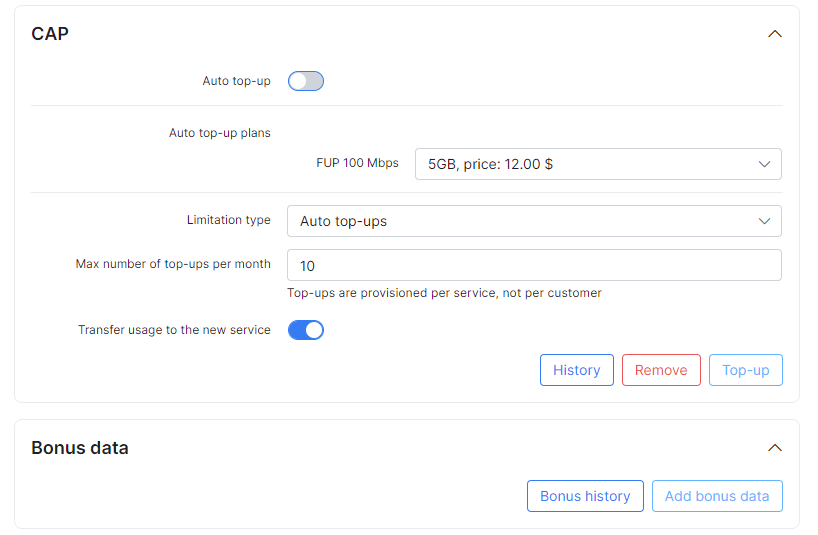 CAP
Auto top-up
Auto top-up plans
FUP 100 Mbps 5GB, price: 12.00 $
Limitation type Auto top-ups
Max number of top-ups per month 10
Top-ups are provisioned per service, not per customer
Transfer usage to the new service
History Remove Top-up
Bonus data
Bonus history Add bonus data